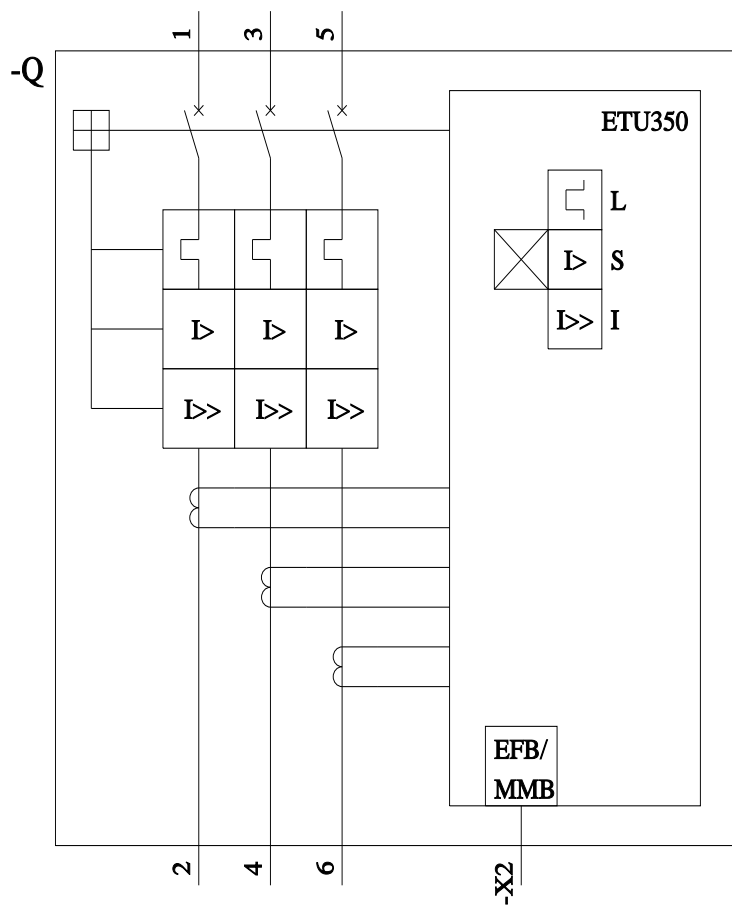 1 3 5
-Q
ETU350
L
I> S
I>> I
I> I> I>
I>> I>> I>>
EFB/
MMB
2 4 6
-X2